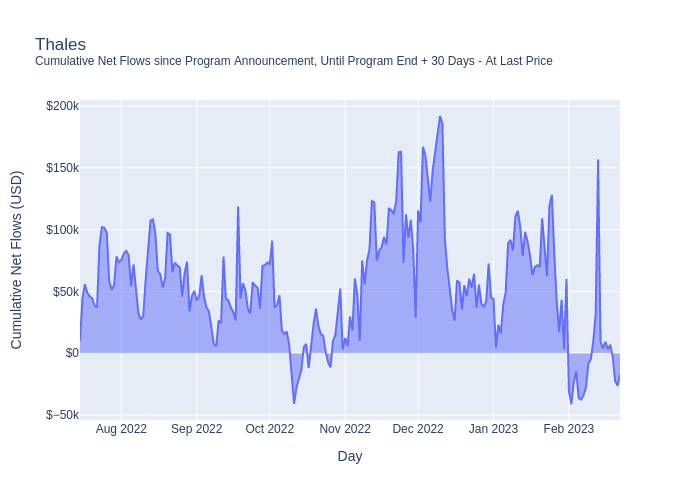 Thales
Cumulative Net Flows since Program Announcement, Until Program End + 30 Days - At Last Price
Cumulative Net Flows (USD)
$200k
$150k
$100k
$50k
$0
$−50k
Aug 2022
Sep 2022
Oct 2022
Nov 2022
Dec 2022
Jan 2023
Feb 2023
Day